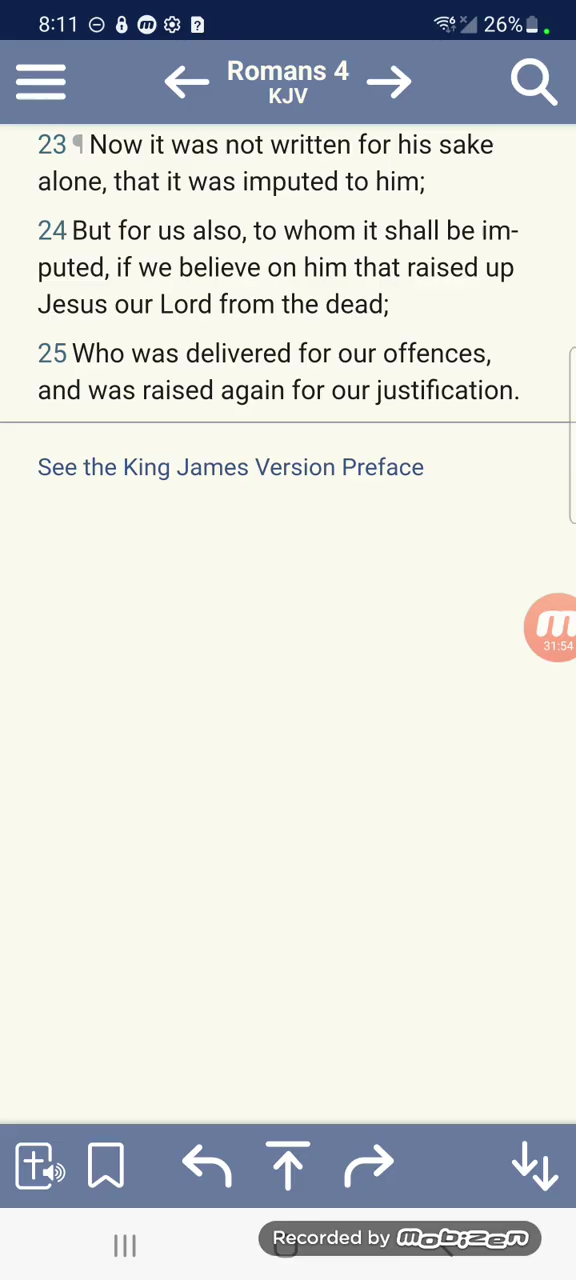 8:11 26%
Romans 4
KJV
23 ¶ Now it was not written for his sake
alone, that it was imputed to him;
24 But for us also, to whom it shall be im-
puted, if we believe on him that raised up
Jesus our Lord from the dead;
25 Who was delivered for our offences,
and was raised again for our justification.
See the King James Version Preface
m
31:54
Recorded by mobizen